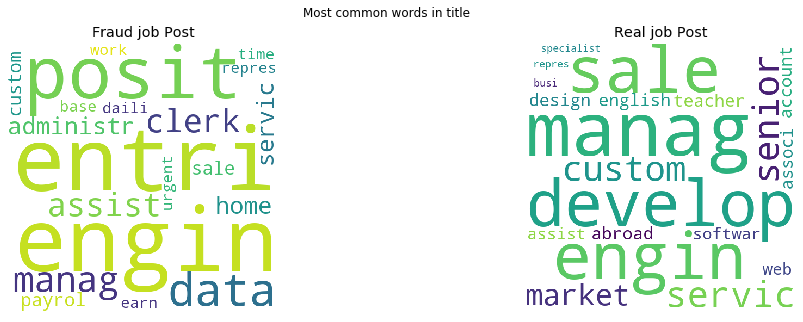 Most common words in title
Fraud job Post
work
posit
time
repres
custom
base
daili
clerk
administr
servic
entri
urgent
sale
assist
home
engin
manag
data
payrol
earn
Real job Post
specialist
repres
busi
sale
senior
account
design
english
teacher
manag
associ
custom
develop
assist
abroad
softwar
engin
web
market
servic